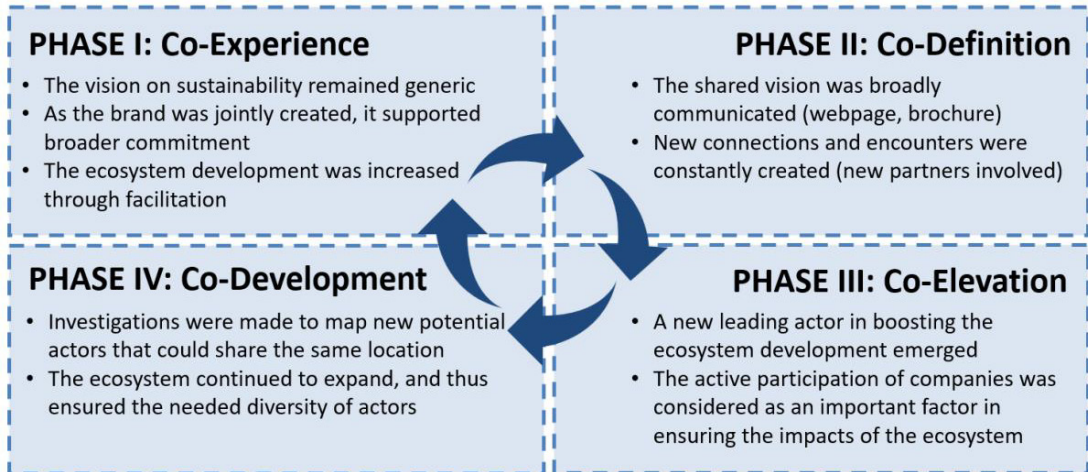 PHASE I: Co-Experience
• The vision on sustainability remained generic
• As the brand was jointly created, it supported
broader commitment
• The ecosystem development was increased
through facilitation
PHASE II: Co-Definition
• The shared vision was broadly
communicated (webpage, brochure)
• New connections and encounters were
constantly created (new partners involved)
PHASE IV: Co-Development
• Investigations were made to map new potential
actors that could share the same location
• The ecosystem continued to expand, and thus
ensured the needed diversity of actors
PHASE III: Co-Elevation
• A new leading actor in boosting the
ecosystem development emerged
• The active participation of companies was
considered as an important factor in
ensuring the impacts of the ecosystem